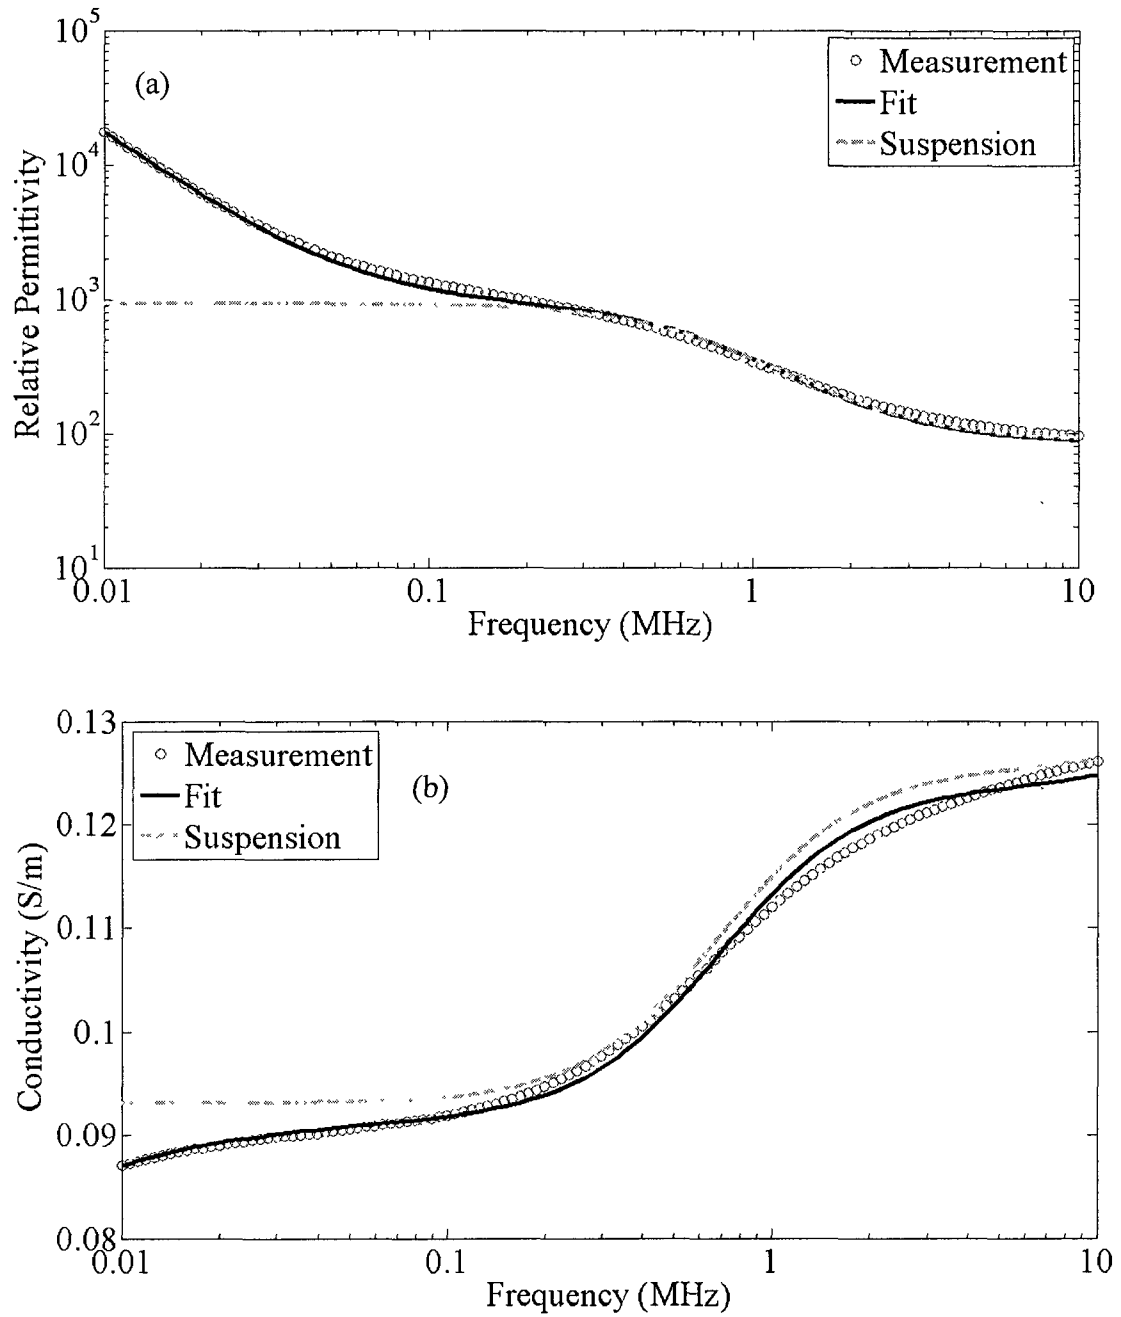 10^5
(a)
Measurement
Fit
Suspension
10^4
10^3
10^2
10^1
Relative Permittivity
0.01 0.1 1 10
Frequency (MHz)
0.13
Measurement
Fit
Suspension
(b)
0.12
0.11
0.1
0.09
0.08
Conductivity (S/m)
0.01 0.1 1 10
Frequency (MHz)